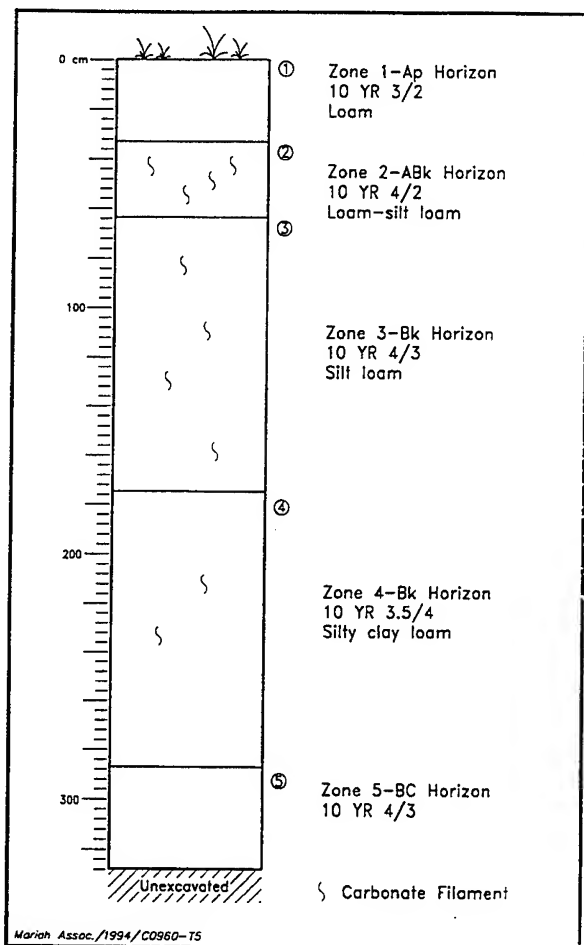 0 cm
①
Zone 1-Ap Horizon
10 YR 3/2
Loam
②
Zone 2-ABk Horizon
10 YR 4/2
Loam-silt loam
③
100
Zone 3-Bk Horizon
10 YR 4/3
Silt loam
④
200
Zone 4-Bk Horizon
10 YR 3.5/4
Silty clay loam
⑤
300
Zone 5-BC Horizon
10 YR 4/3
Unexcavated
Carbonate Filament
Mariah Assoc./1994/C0960-T5